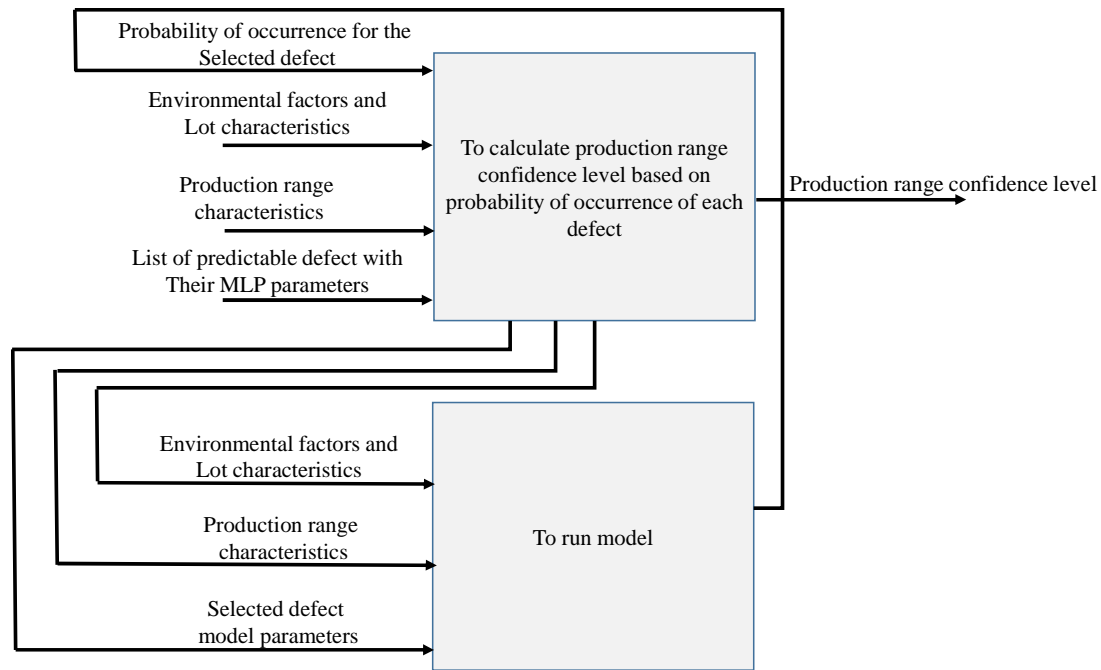 Probability of occurrence for the
Selected defect
Environmental factors and
Lot characteristics
Production range
characteristics
List of predictable defect with
Their MLP parameters
To calculate production range
confidence level based on
probability of occurrence of each
defect
Production range confidence level
Environmental factors and
Lot characteristics
Production range
characteristics
Selected defect
model parameters
To run model